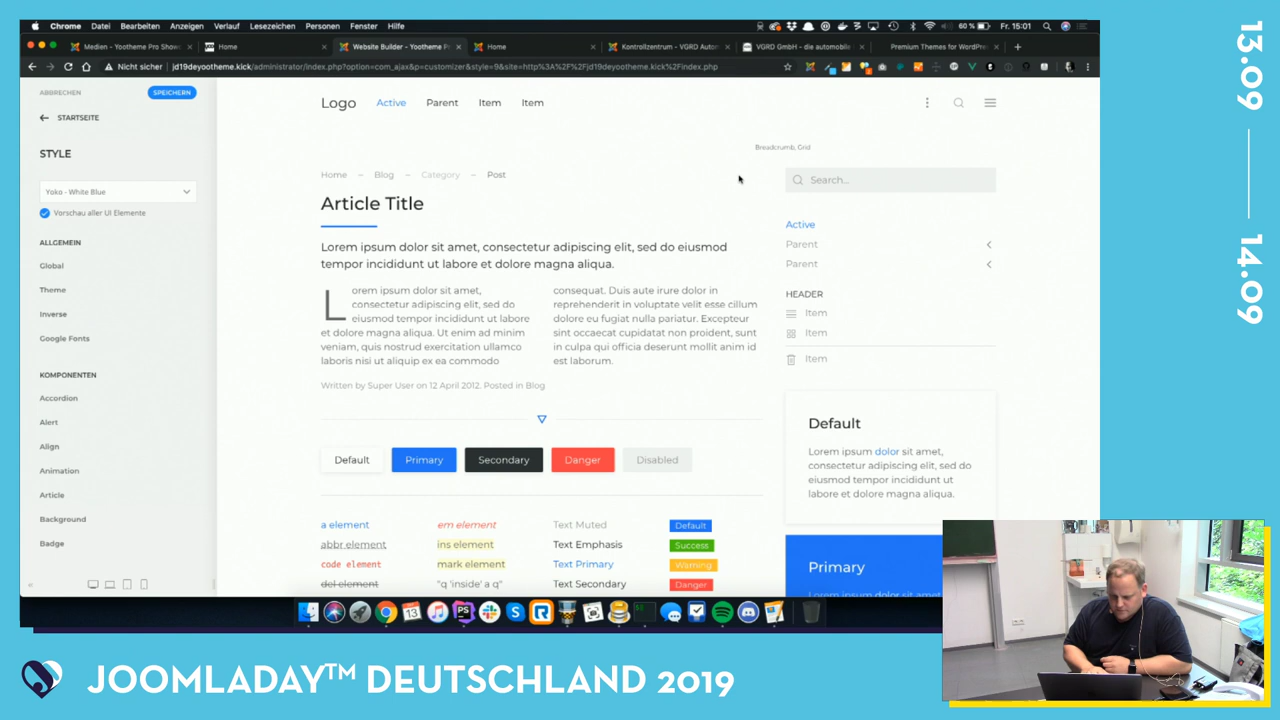 Chrome Datei Bearbeiten Anzeigen Verlauf Lesezeichen Personen Fenster Hilfe
60 % Fr. 15:01
Medien - Yootheme Pro Show
Home
Website Builder - Yootheme P
Home
Kontrollzentrum - VGRD Auto
VGRD GmbH - die automobile
Premium Themes for WordPre
Nicht sicher jd19deyootheme.kick/administrator/index.php?option=com_ajax&p=customizer&style=9&site=http%3A%2F%2Fjd19deyootheme.kick%2Findex.php
ABBRECHEN
SPEICHERN
STARTSEITE
STYLE
Yoko - White Blue
Vorschau aller UI Elemente
ALLGEMEIN
Global
Theme
Inverse
Google Fonts
KOMPONENTEN
Accordion
Alert
Align
Animation
Article
Background
Badge
Logo Active Parent Item Item
Breadcrumb, Grid
Home – Blog – Category – Post
Article Title
Lorem ipsum dolor sit amet, consectetur adipiscing elit, sed do eiusmod
tempor incididunt ut labore et dolore magna aliqua.
Lorem ipsum dolor sit amet,
consectetur adipiscing elit, sed do
eiusmod tempor incididunt ut labore
et dolore magna aliqua. Ut enim ad minim
veniam, quis nostrud exercitation ullamco
laboris nisi ut aliquip ex ea commodo
consequat. Duis aute irure dolor in
reprehenderit in voluptate velit esse cillum
dolore eu fugiat nulla pariatur. Excepteur
sint occaecat cupidatat non proident, sunt
in culpa qui officia deserunt mollit anim id
est laborum.
Written by Super User on 12 April 2012. Posted in Blog
Default Primary Secondary Danger Disabled
a element em element Text Muted Default
abbr element ins element Text Emphasis Success
code element mark element Text Primary Warning
del element "q 'inside' a q" Text Secondary Danger
Search...
Active
Parent
Parent
HEADER
Item
Item
Item
Default
Lorem ipsum dolor sit amet,
consectetur adipiscing elit, sed do
eiusmod tempor incididunt ut
labore et dolore magna aliqua.
Primary
13.09
14.09
JOOMLADAY™ DEUTSCHLAND 2019